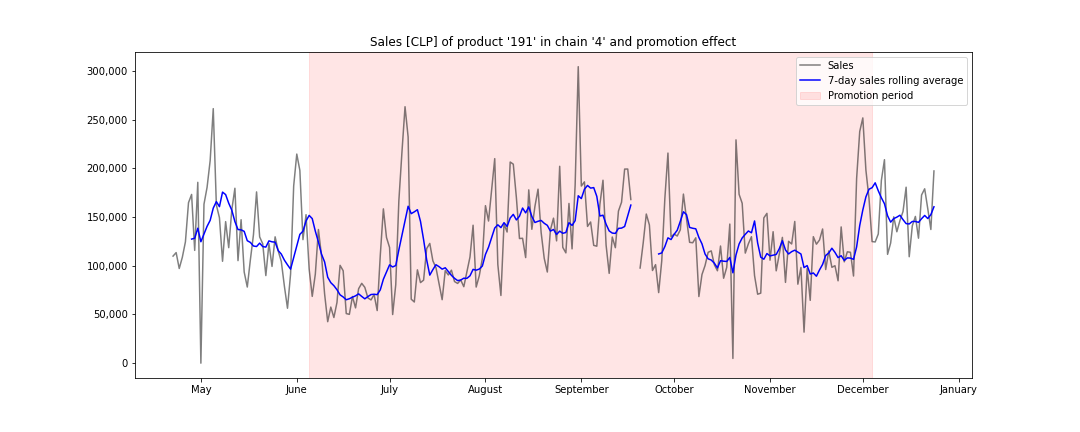 Sales [CLP] of product '191' in chain '4' and promotion effect
Sales
7-day sales rolling average
Promotion period
300,000
250,000
200,000
150,000
100,000
50,000
0
May June July August September October November December January